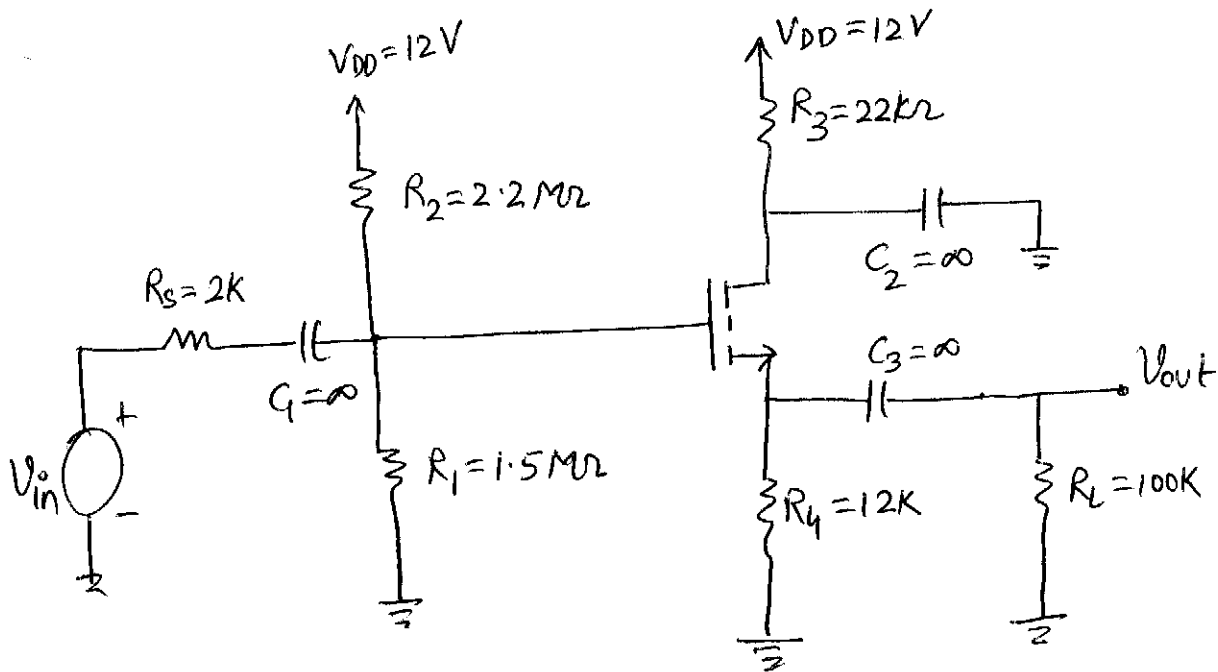 VDD=12V
VDD=12V
R3=22KΩ
R2=2.2MΩ
C2=∞
RS=2K
C3=∞
Vout
C1=∞
+
Vin
-
R1=1.5MΩ
R4=12K
RL=100K